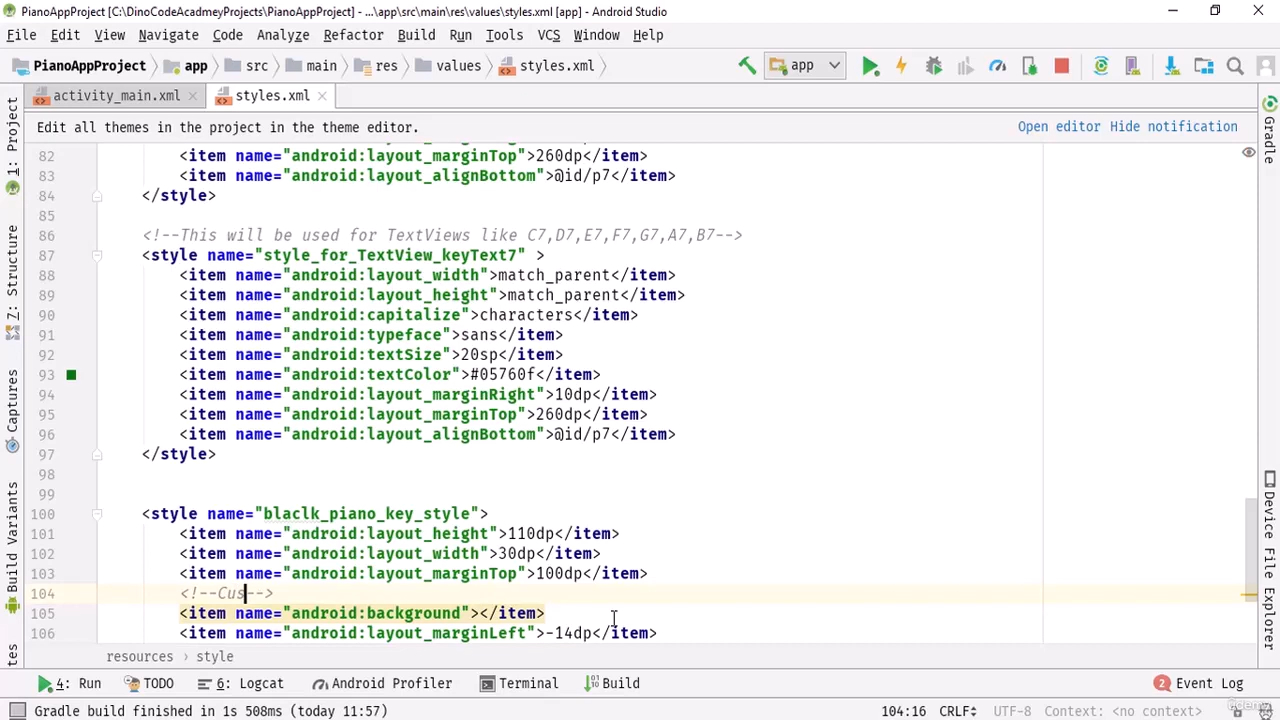 PianoAppProject [C:\DinoCodeAcadmeyProjects\PianoAppProject] - ...\app\src\main\res\values\styles.xml [app] - Android Studio
File Edit View Navigate Code Analyze Refactor Build Run Tools VCS Window Help
PianoAppProject app src main res values styles.xml app
activity_main.xml styles.xml
Edit all themes in the project in the theme editor. Open editor Hide notification
82 <item name="android:layout_marginTop">260dp</item>
83 <item name="android:layout_alignBottom">@id/p7</item>
84 </style>
85
86 <!--This will be used for TextViews like C7,D7,E7,F7,G7,A7,B7-->
87 <style name="style_for_TextView_keyText7" >
88 <item name="android:layout_width">match_parent</item>
89 <item name="android:layout_height">match_parent</item>
90 <item name="android:capitalize">characters</item>
91 <item name="android:typeface">sans</item>
92 <item name="android:textSize">20sp</item>
93 <item name="android:textColor">#05760f</item>
94 <item name="android:layout_marginRight">10dp</item>
95 <item name="android:layout_marginTop">260dp</item>
96 <item name="android:layout_alignBottom">@id/p7</item>
97 </style>
98
99
100 <style name="blaclk_piano_key_style">
101 <item name="android:layout_height">110dp</item>
102 <item name="android:layout_width">30dp</item>
103 <item name="android:layout_marginTop">100dp</item>
104 <!--Cus-->
105 <item name="android:background"></item>
106 <item name="android:layout_marginLeft">-14dp</item>
resources style
4: Run TODO 6: Logcat Android Profiler Terminal Build 2 Event Log
Gradle build finished in 1s 508ms (today 11:57) 104:16 CRLF UTF-8 Context: <no context>
1: Project
7: Structure
Captures
Build Variants
Gradle
Device File Explorer